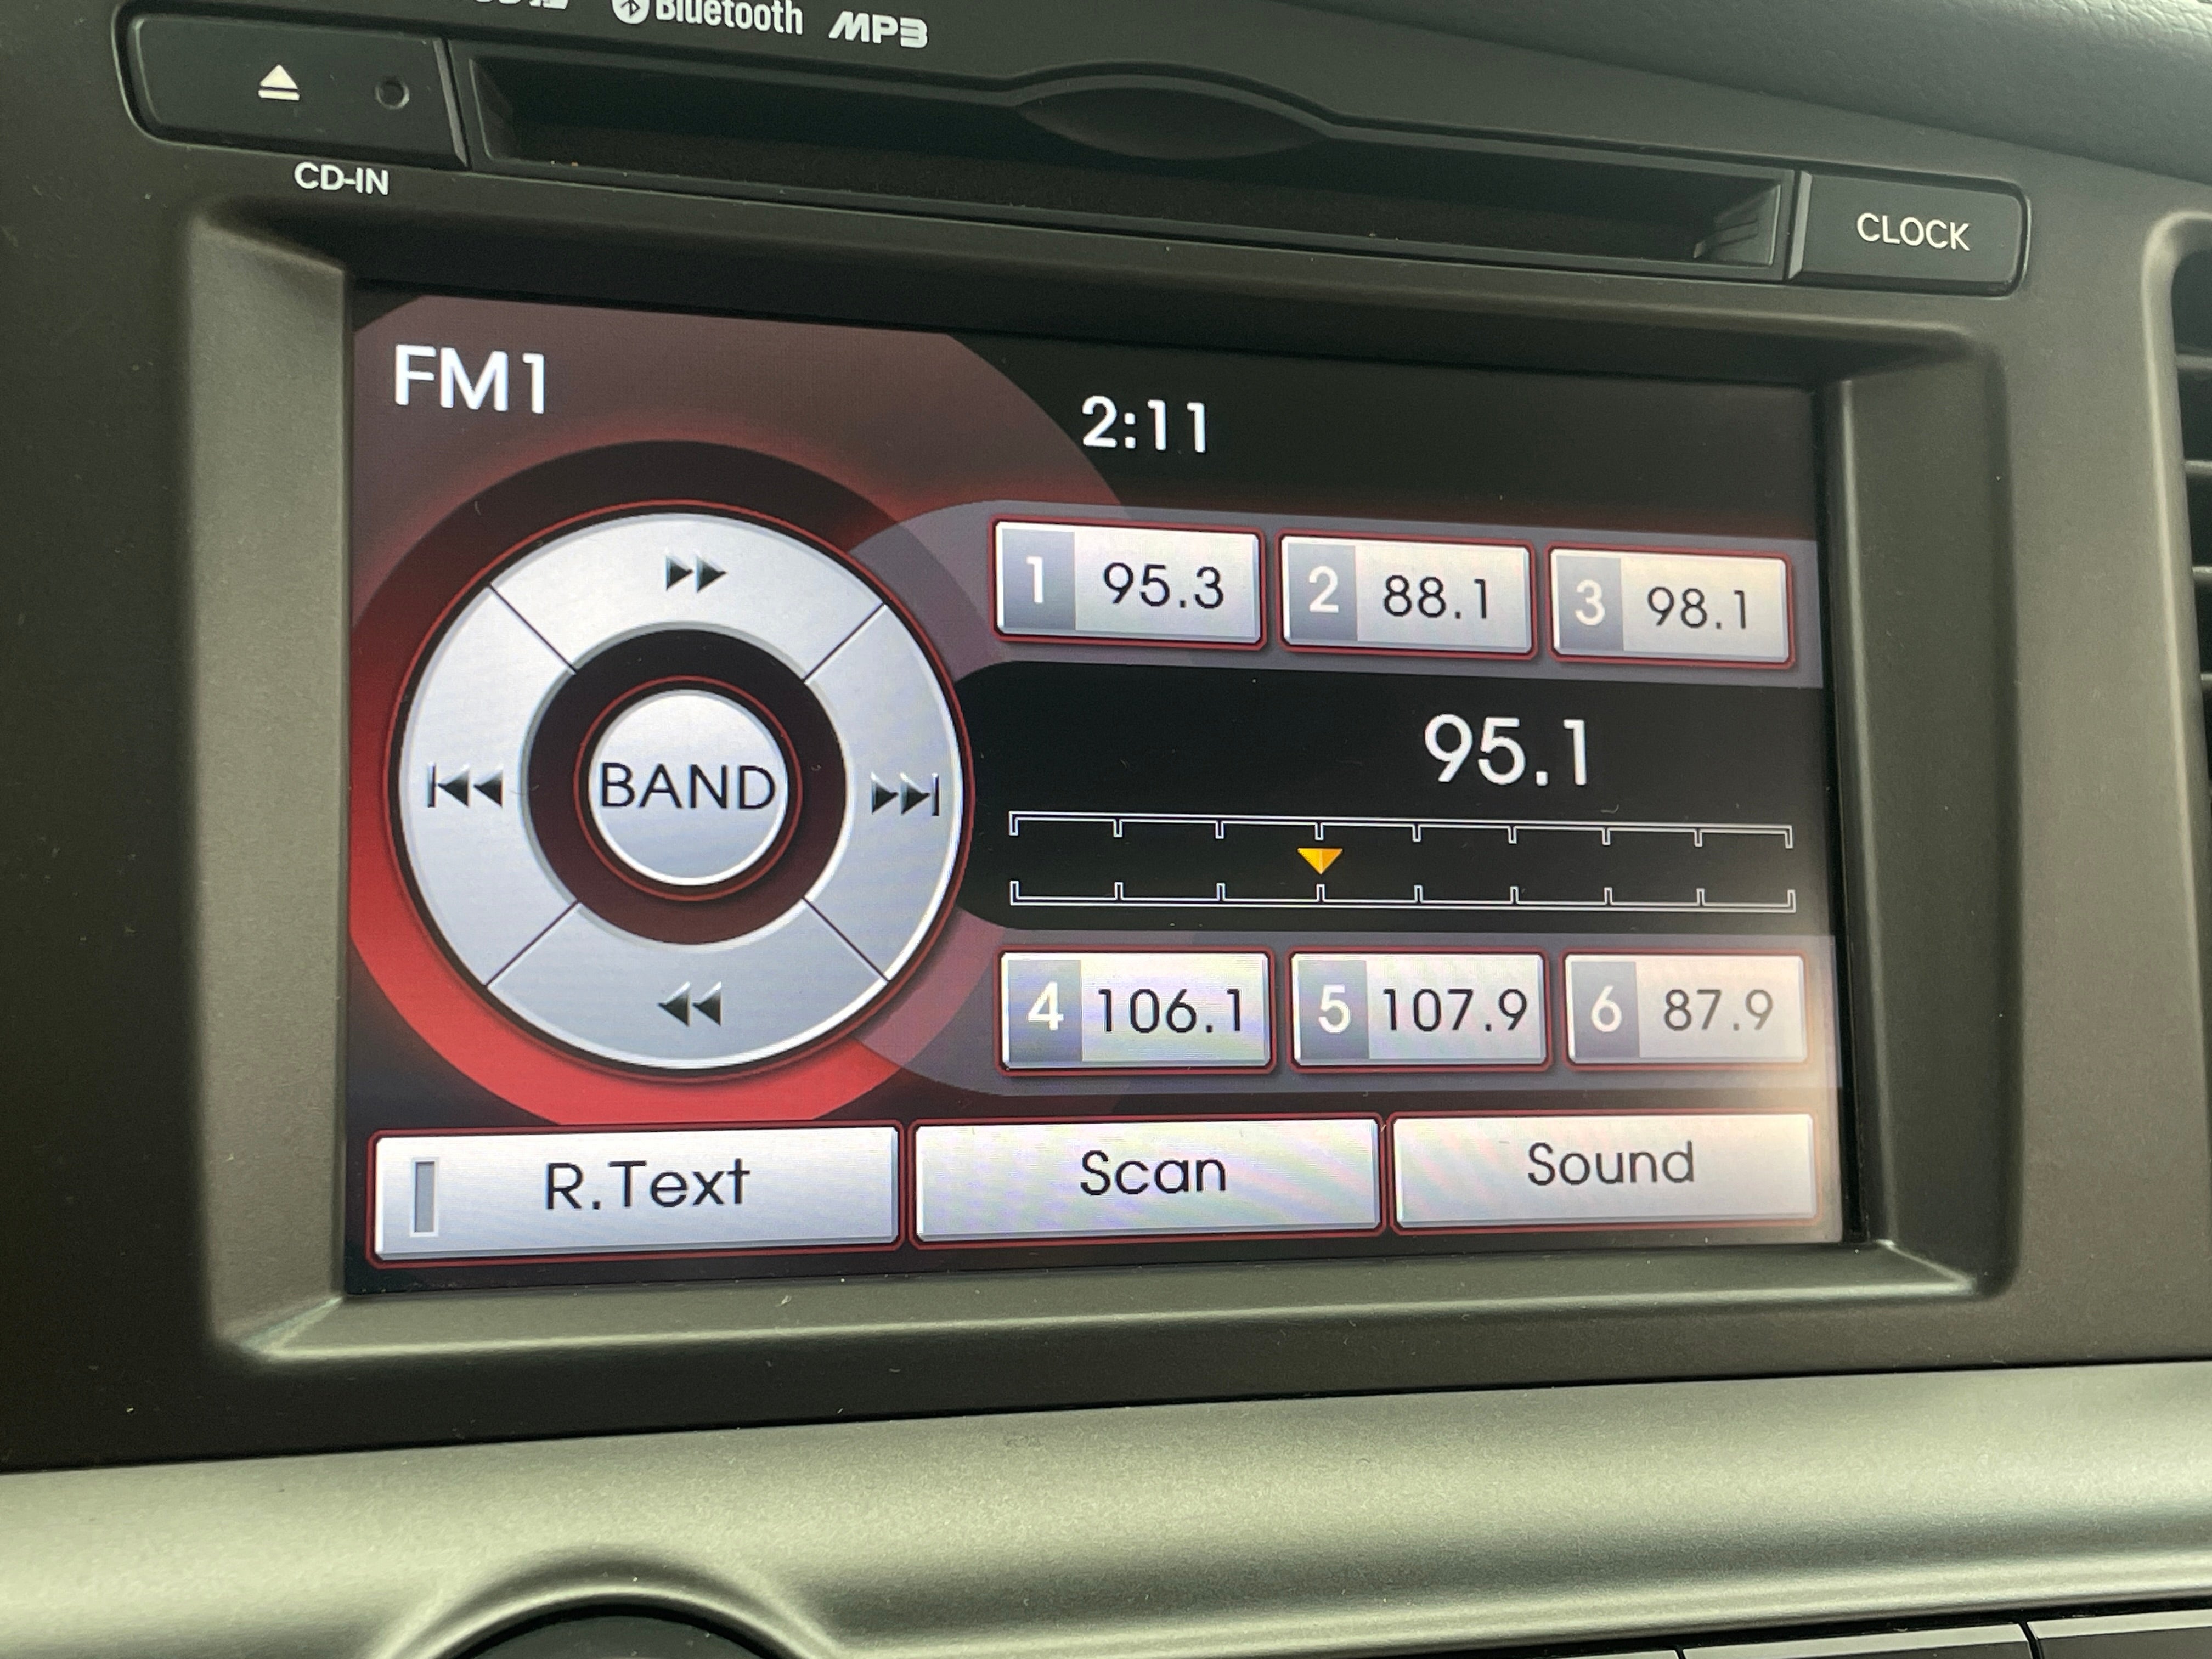 Bluetooth MP3
CD-IN
CLOCK
FM1
2:11
1 95.3
2 88.1
3 98.1
95.1
BAND
4 106.1
5 107.9
6 87.9
R.Text
Scan
Sound